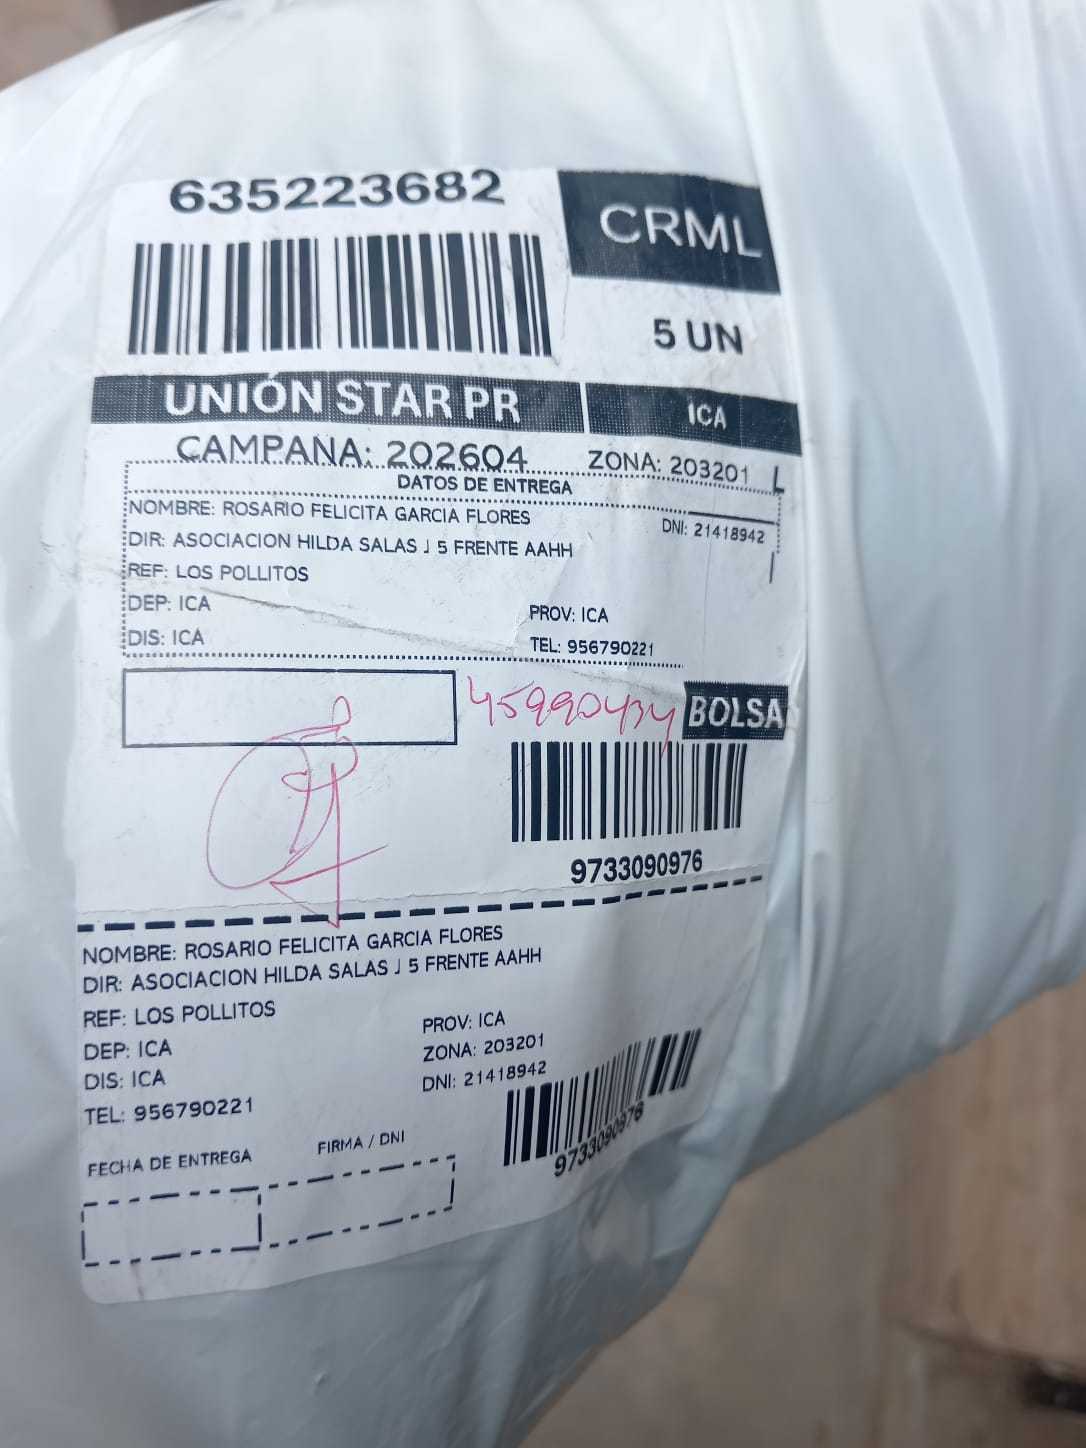 635223682
CRML
5 UN
UNIÓN STAR PR
ICA
CAMPANA: 202604
ZONA: 203201 L
DATOS DE ENTREGA
NOMBRE: ROSARIO FELICITA GARCIA FLORES
DNI: 21418942
DIR: ASOCIACION HILDA SALAS J 5 FRENTE AAHH
REF: LOS POLLITOS
DEP: ICA
PROV: ICA
DIS: ICA
TEL: 956790221
45990434
BOLSA
9733090976
NOMBRE: ROSARIO FELICITA GARCIA FLORES
DIR: ASOCIACION HILDA SALAS J 5 FRENTE AAHH
REF: LOS POLLITOS
PROV: ICA
DEP: ICA
ZONA: 203201
DIS: ICA
DNI: 21418942
TEL: 956790221
9733090976
FECHA DE ENTREGA
FIRMA / DNI